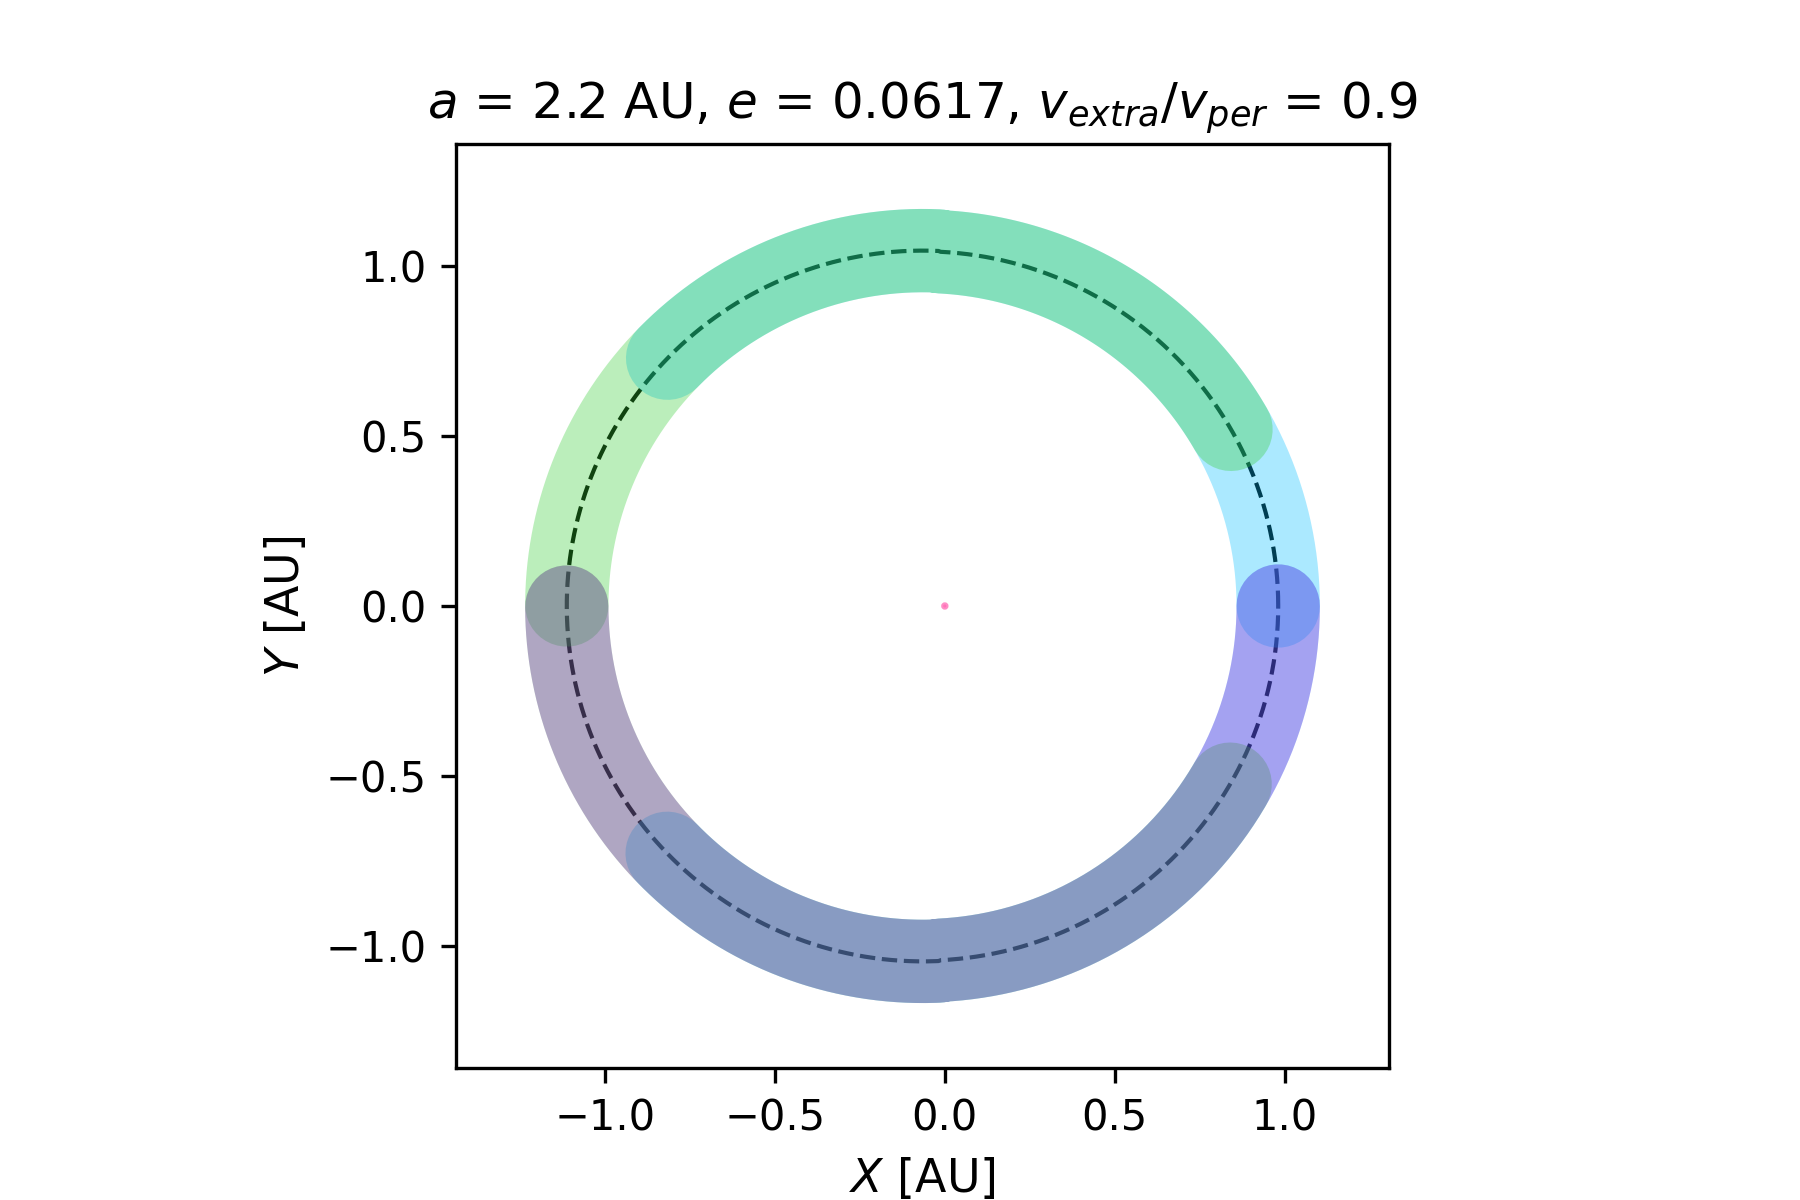 a = 2.2 AU, e = 0.0617, v_extra/v_per = 0.9
1.0
0.5
0.0
−0.5
−1.0
Y [AU]
−1.0 −0.5 0.0 0.5 1.0
X [AU]